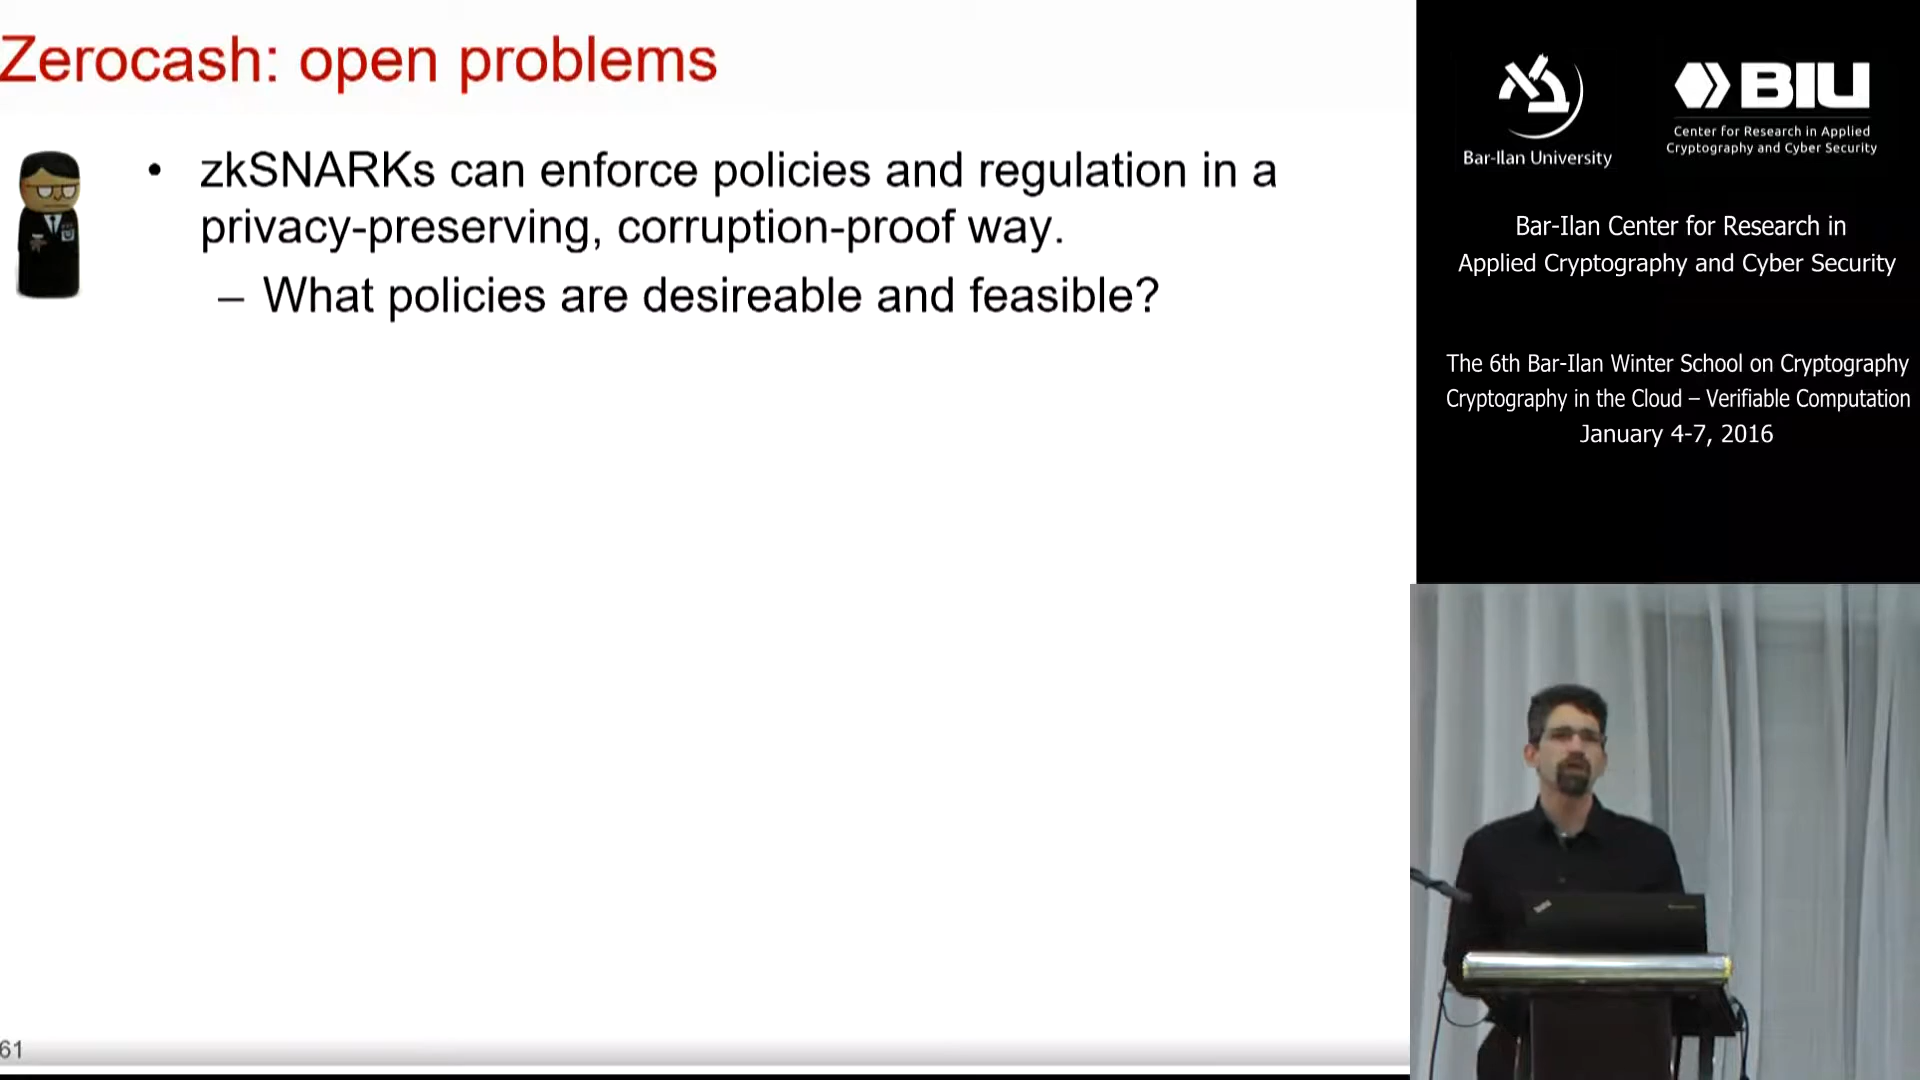 Zerocash: open problems
• zkSNARKs can enforce policies and regulation in a
privacy-preserving, corruption-proof way.
– What policies are desireable and feasible?
61
Bar-Ilan University
BIU
Center for Research in Applied
Cryptography and Cyber Security
Bar-Ilan Center for Research in
Applied Cryptography and Cyber Security
The 6th Bar-Ilan Winter School on Cryptography
Cryptography in the Cloud – Verifiable Computation
January 4-7, 2016